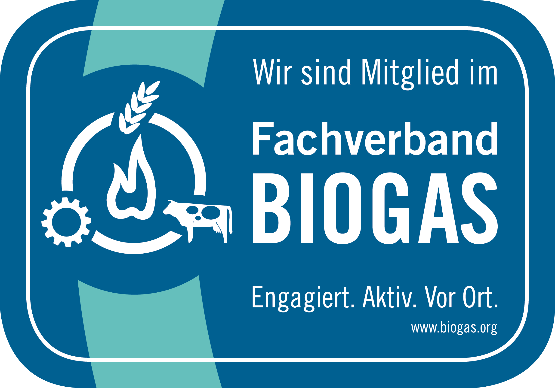 Wir sind Mitglied im
Fachverband
BIOGAS
Engagiert. Aktiv. Vor Ort.
www.biogas.org